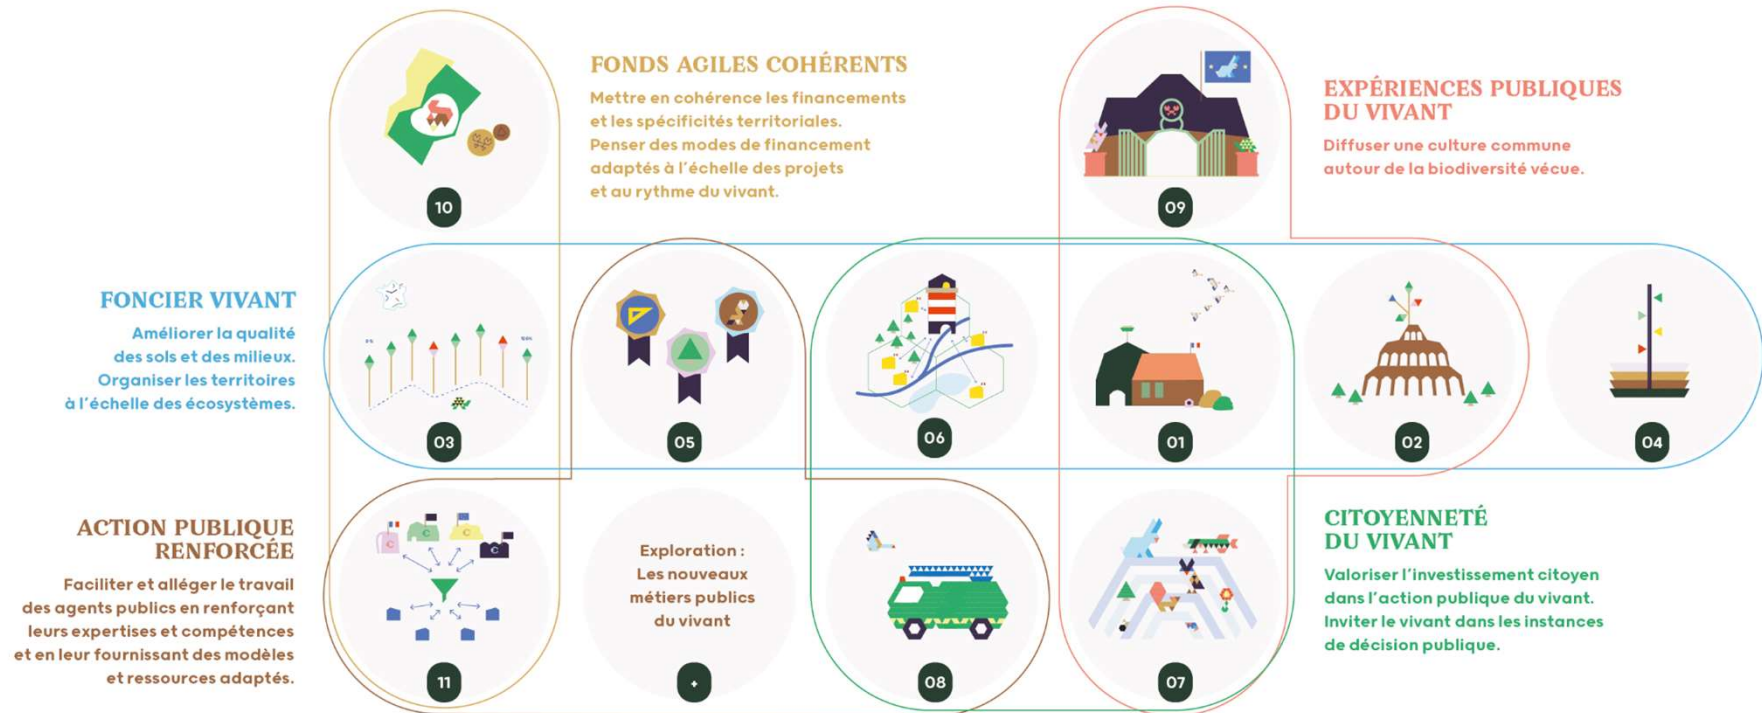 FONDS AGILES COHÉRENTS
Mettre en cohérence les financements
et les spécificités territoriales.
Penser des modes de financement
adaptés à l'échelle des projets
et au rythme du vivant.
10
09
EXPÉRIENCES PUBLIQUES
DU VIVANT
Diffuser une culture commune
autour de la biodiversité vécue.
FONCIER VIVANT
Améliorer la qualité
des sols et des milieux.
Organiser les territoires
à l'échelle des écosystèmes.
03
05
06
01
02
04
ACTION PUBLIQUE
RENFORCÉE
Faciliter et alléger le travail
des agents publics en renforçant
leurs expertises et compétences
et en leur fournissant des modèles
et ressources adaptés.
C
C
C
C
11
Exploration :
Les nouveaux
métiers publics
du vivant
+
08
07
CITOYENNETÉ
DU VIVANT
Valoriser l'investissement citoyen
dans l'action publique du vivant.
Inviter le vivant dans les instances
de décision publique.